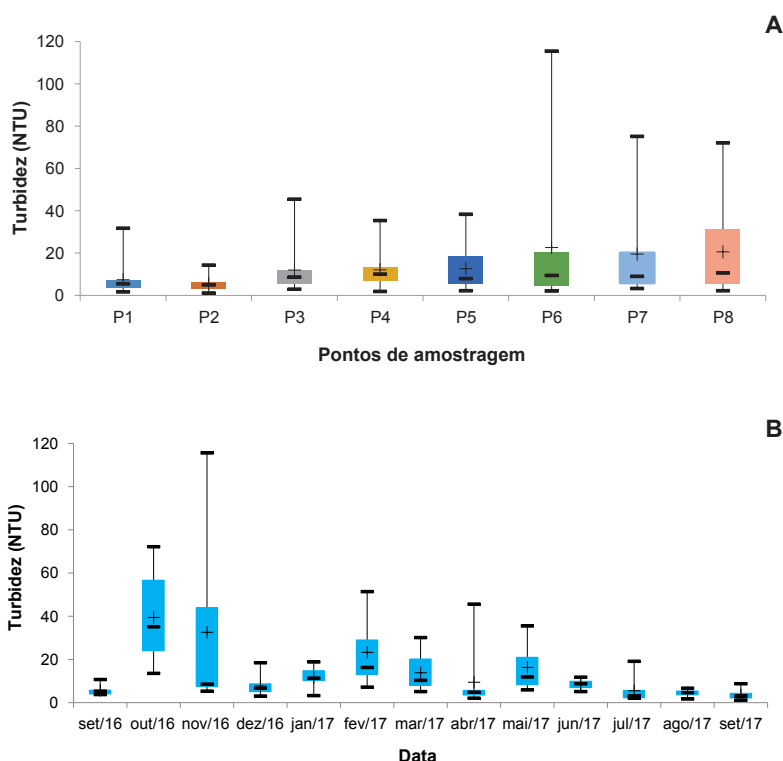 A
120
100
80
60
40
20
0
Turbidez (NTU)
P1 P2 P3 P4 P5 P6 P7 P8
Pontos de amostragem
B
120
100
80
60
40
20
0
Turbidez (NTU)
set/16 out/16 nov/16 dez/16 jan/17 fev/17 mar/17 abr/17 mai/17 jun/17 jul/17 ago/17 set/17
Data